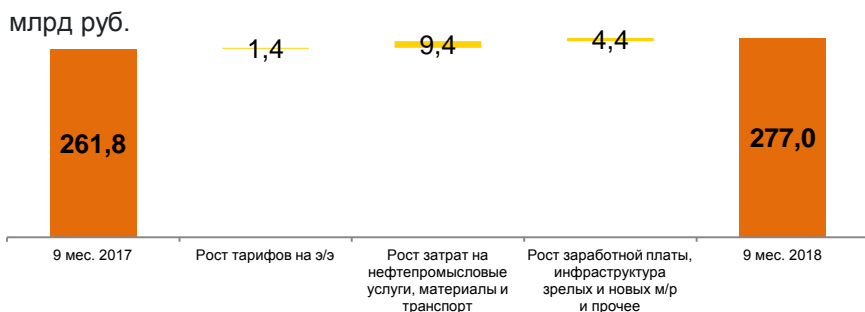 млрд руб.
1,4
9,4
4,4
261,8
277,0
9 мес. 2017
Рост тарифов на э/э
Рост затрат на
нефтепромысловые
услуги, материалы и
транспорт
Рост заработной платы,
инфраструктура
зрелых и новых м/р
и прочее
9 мес. 2018